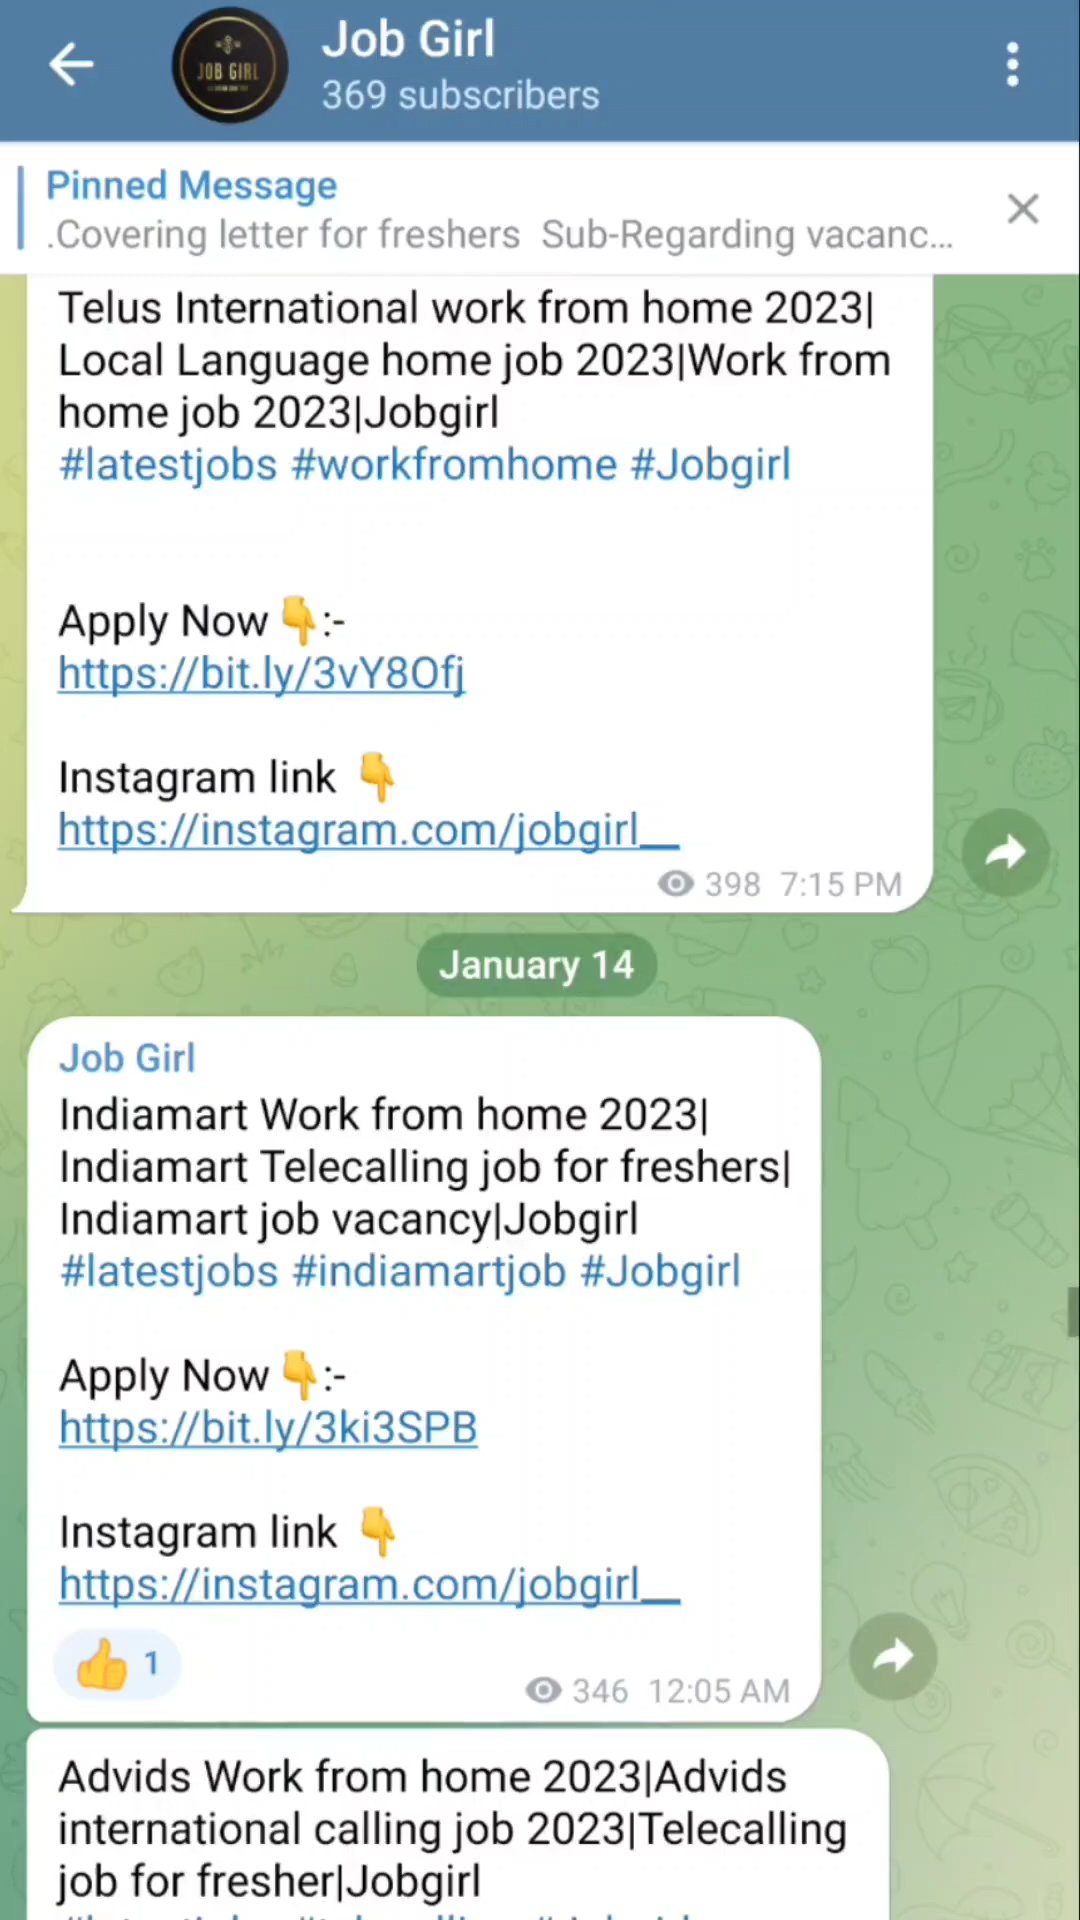 JOB GIRL
Job Girl
369 subscribers
Pinned Message
.Covering letter for freshers Sub-Regarding vacanc...
Telus International work from home 2023|
Local Language home job 2023|Work from
home job 2023|Jobgirl
#latestjobs #workfromhome #Jobgirl
Apply Now 👇:-
https://bit.ly/3vY8Ofj
Instagram link 👇
https://instagram.com/jobgirl__
398 7:15 PM
January 14
Job Girl
Indiamart Work from home 2023|
Indiamart Telecalling job for freshers|
Indiamart job vacancy|Jobgirl
#latestjobs #indiamartjob #Jobgirl
Apply Now 👇:-
https://bit.ly/3ki3SPB
Instagram link 👇
https://instagram.com/jobgirl__
👍 1
346 12:05 AM
Advids Work from home 2023|Advids
international calling job 2023|Telecalling
job for fresher|Jobgirl